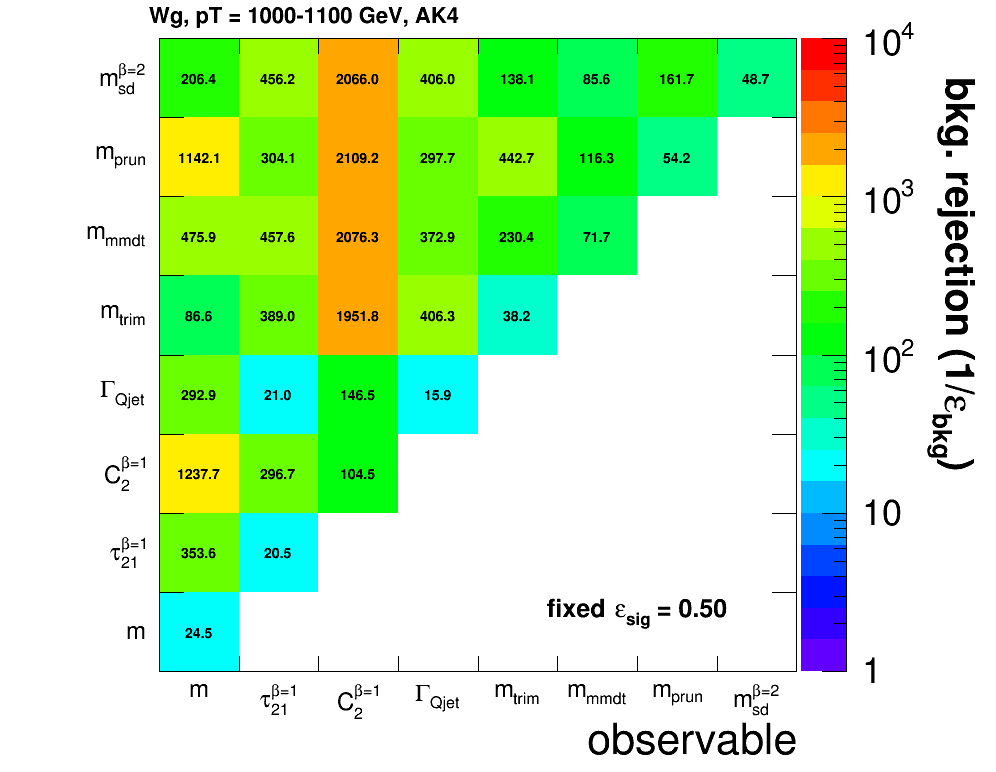 Wg, pT = 1000-1100 GeV, AK4
m_sd^β=2 206.4 456.2 2066.0 406.0 138.1 85.6 161.7 48.7
m_prun 1142.1 304.1 2109.2 297.7 442.7 116.3 54.2
m_mmdt 475.9 457.6 2076.3 372.9 230.4 71.7
m_trim 86.6 389.0 1951.8 406.3 38.2
Γ_Qjet 292.9 21.0 146.5 15.9
C_2^β=1 1237.7 296.7 104.5
τ_21^β=1 353.6 20.5
fixed ε_sig = 0.50
m 24.5
m τ_21^β=1 C_2^β=1 Γ_Qjet m_trim m_mmdt m_prun m_sd^β=2
observable
10^4
10^3
10^2
10
1
bkg. rejection (1/ε_bkg)